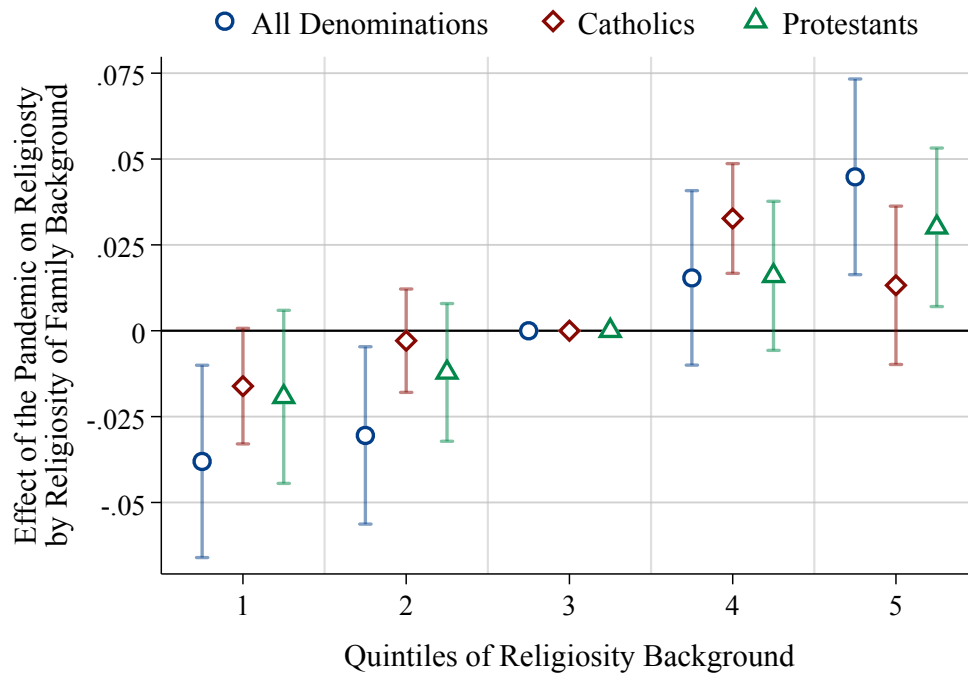 All Denominations
Catholics
Protestants
Effect of the Pandemic on Religiosty
by Religiosity of Family Background
.075
.05
.025
0
-.025
-.05
1
2
3
4
5
Quintiles of Religiosity Background